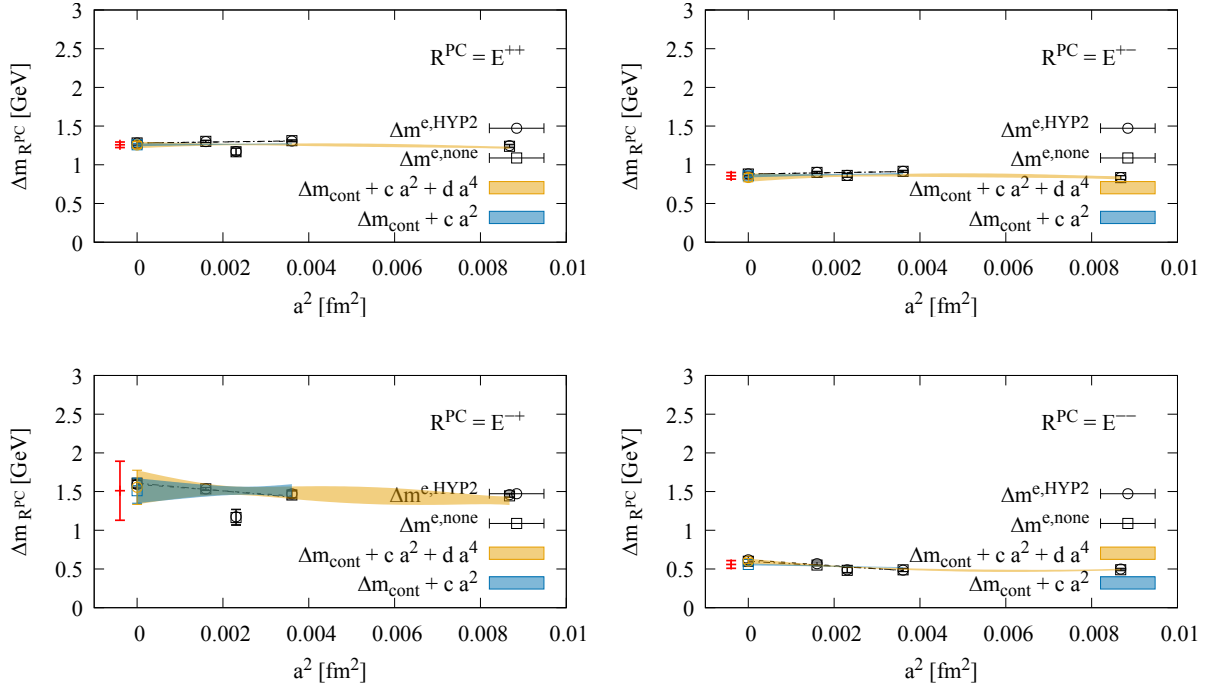 3
2.5
2
1.5
1
0.5
0
Δm R^PC [GeV]
R^PC = E^++
Δm^e,HYP2
Δm^e,none
Δm_cont + c a^2 + d a^4
Δm_cont + c a^2
0 0.002 0.004 0.006 0.008 0.01
a^2 [fm^2]
3
2.5
2
1.5
1
0.5
0
Δm R^PC [GeV]
R^PC = E^+−
Δm^e,HYP2
Δm^e,none
Δm_cont + c a^2 + d a^4
Δm_cont + c a^2
0 0.002 0.004 0.006 0.008 0.01
a^2 [fm^2]
3
2.5
2
1.5
1
0.5
0
Δm R^PC [GeV]
R^PC = E^−+
Δm^e,HYP2
Δm^e,none
Δm_cont + c a^2 + d a^4
Δm_cont + c a^2
0 0.002 0.004 0.006 0.008 0.01
a^2 [fm^2]
3
2.5
2
1.5
1
0.5
0
Δm R^PC [GeV]
R^PC = E^−−
Δm^e,HYP2
Δm^e,none
Δm_cont + c a^2 + d a^4
Δm_cont + c a^2
0 0.002 0.004 0.006 0.008 0.01
a^2 [fm^2]